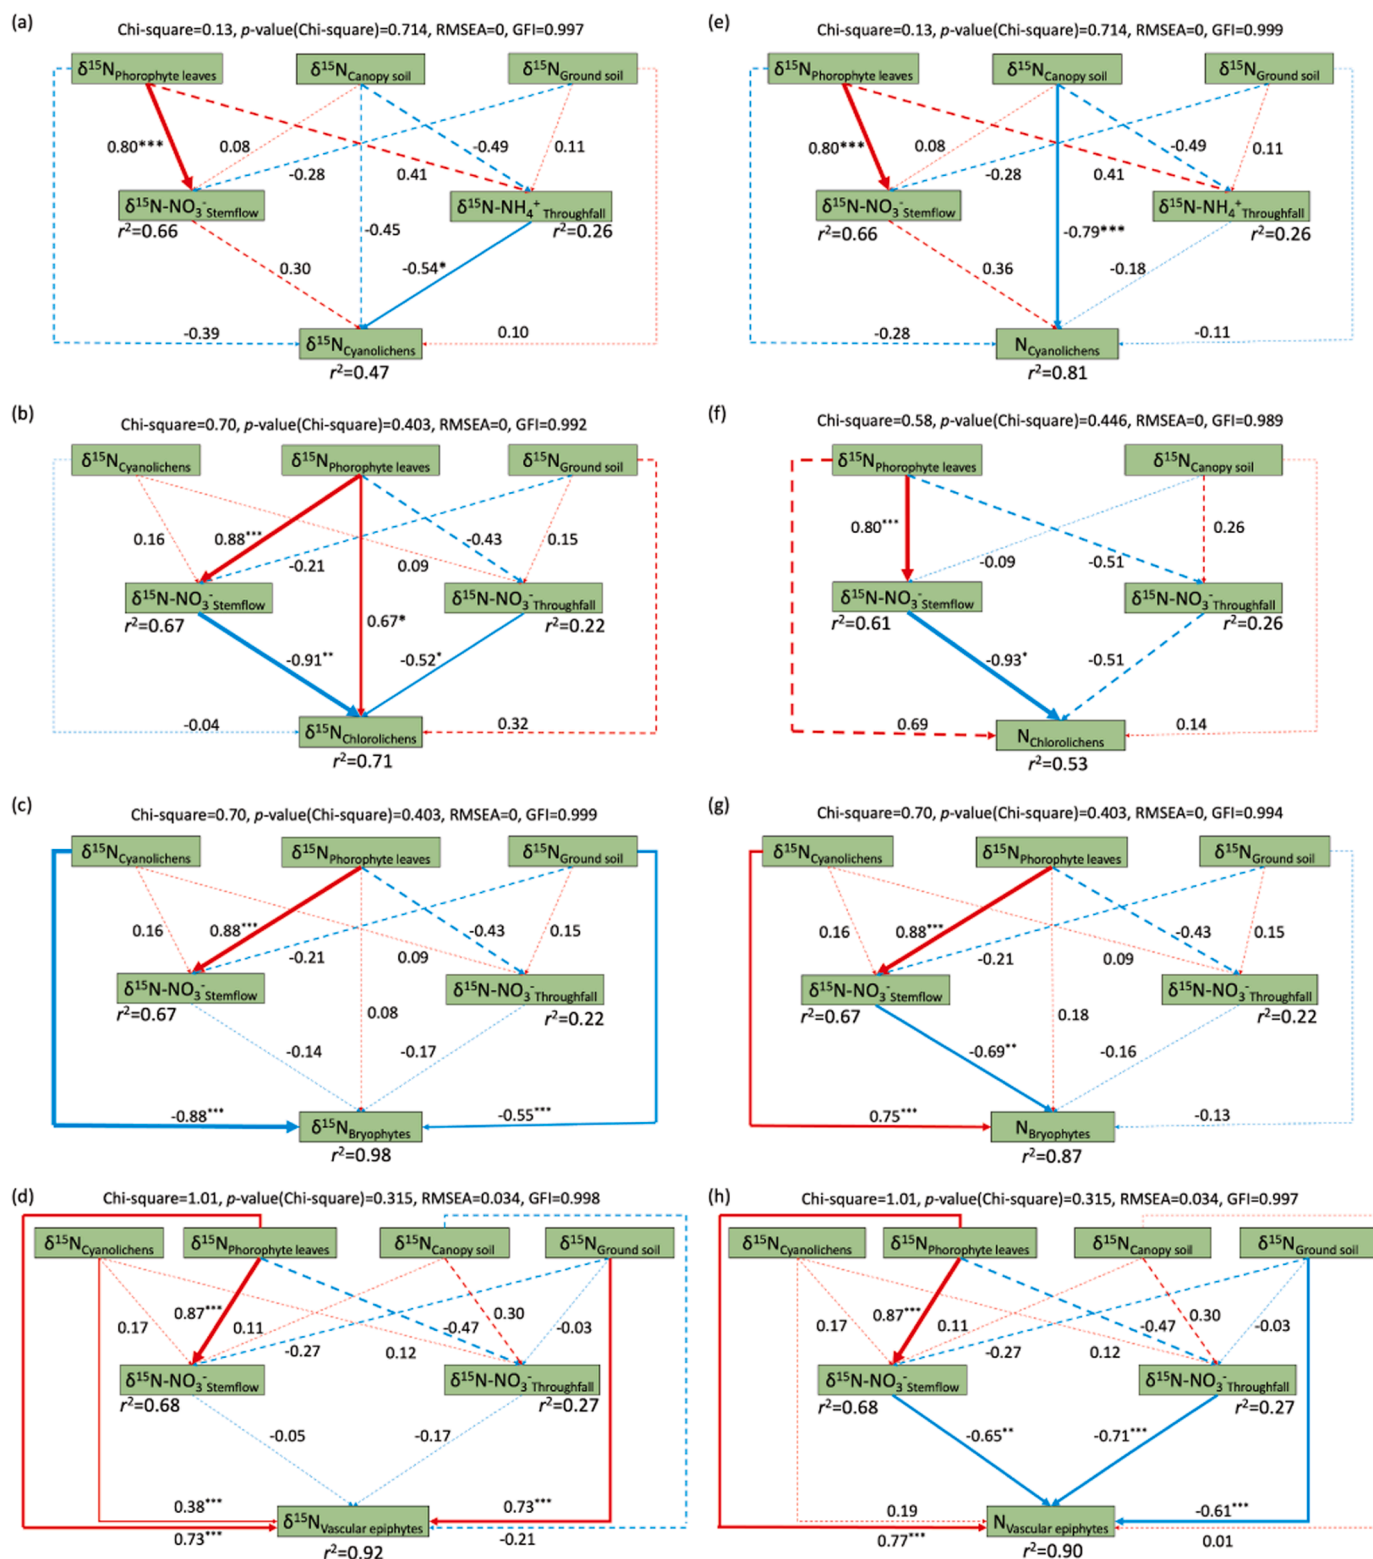 (a)
Chi-square=0.13, p-value(Chi-square)=0.714, RMSEA=0, GFI=0.997
δ15NPhorophyte leaves δ15NCanopy soil δ15NGround soil
0.80*** 0.08 -0.28 0.41 -0.49 0.11
δ15N-NO3- Stemflow δ15N-NH4+ Throughfall
r2=0.66 r2=0.26
-0.45
0.30 -0.54*
-0.39 0.10
δ15NCyanolichens
r2=0.47
(e)
Chi-square=0.13, p-value(Chi-square)=0.714, RMSEA=0, GFI=0.999
δ15NPhorophyte leaves δ15NCanopy soil δ15NGround soil
0.80*** 0.08 -0.28 0.41 -0.49 0.11
δ15N-NO3- Stemflow δ15N-NH4+ Throughfall
r2=0.66 r2=0.26
-0.79***
0.36 -0.18
-0.28 -0.11
NCyanolichens
r2=0.81
(b)
Chi-square=0.70, p-value(Chi-square)=0.403, RMSEA=0, GFI=0.992
δ15NCyanolichens δ15NPhorophyte leaves δ15NGround soil
0.16 0.88*** -0.21 0.09 -0.43 0.15
δ15N-NO3- Stemflow δ15N-NO3- Throughfall
r2=0.67 r2=0.22
0.67*
-0.91** -0.52*
-0.04 0.32
δ15NChlorolichens
r2=0.71
(f)
Chi-square=0.58, p-value(Chi-square)=0.446, RMSEA=0, GFI=0.989
δ15NPhorophyte leaves δ15NCanopy soil
0.80*** -0.09 -0.51 0.26
δ15N-NO3- Stemflow δ15N-NO3- Throughfall
r2=0.61 r2=0.26
-0.93* -0.51
0.69 0.14
NChlorolichens
r2=0.53
(c)
Chi-square=0.70, p-value(Chi-square)=0.403, RMSEA=0, GFI=0.999
δ15NCyanolichens δ15NPhorophyte leaves δ15NGround soil
0.16 0.88*** -0.21 0.09 -0.43 0.15
δ15N-NO3- Stemflow δ15N-NO3- Throughfall
r2=0.67 r2=0.22
0.08
-0.14 -0.17
-0.88*** -0.55***
δ15NBryophytes
r2=0.98
(g)
Chi-square=0.70, p-value(Chi-square)=0.403, RMSEA=0, GFI=0.994
δ15NCyanolichens δ15NPhorophyte leaves δ15NGround soil
0.16 0.88*** -0.21 0.09 -0.43 0.15
δ15N-NO3- Stemflow δ15N-NO3- Throughfall
r2=0.67 r2=0.22
0.18
-0.69** -0.16
0.75*** -0.13
NBryophytes
r2=0.87
(d)
Chi-square=1.01, p-value(Chi-square)=0.315, RMSEA=0.034, GFI=0.998
δ15NCyanolichens δ15NPhorophyte leaves δ15NCanopy soil δ15NGround soil
0.17 0.87*** 0.11 -0.27 0.12 -0.47 0.30 -0.03
δ15N-NO3- Stemflow δ15N-NO3- Throughfall
r2=0.68 r2=0.27
-0.05 -0.17
0.38*** 0.73***
δ15NVascular epiphytes
0.73*** -0.21
r2=0.92
(h)
Chi-square=1.01, p-value(Chi-square)=0.315, RMSEA=0.034, GFI=0.997
δ15NCyanolichens δ15NPhorophyte leaves δ15NCanopy soil δ15NGround soil
0.17 0.87*** 0.11 -0.27 0.12 -0.47 0.30 -0.03
δ15N-NO3- Stemflow δ15N-NO3- Throughfall
r2=0.68 r2=0.27
-0.65** -0.71***
0.19 -0.61***
NVascular epiphytes
0.77*** 0.01
r2=0.90